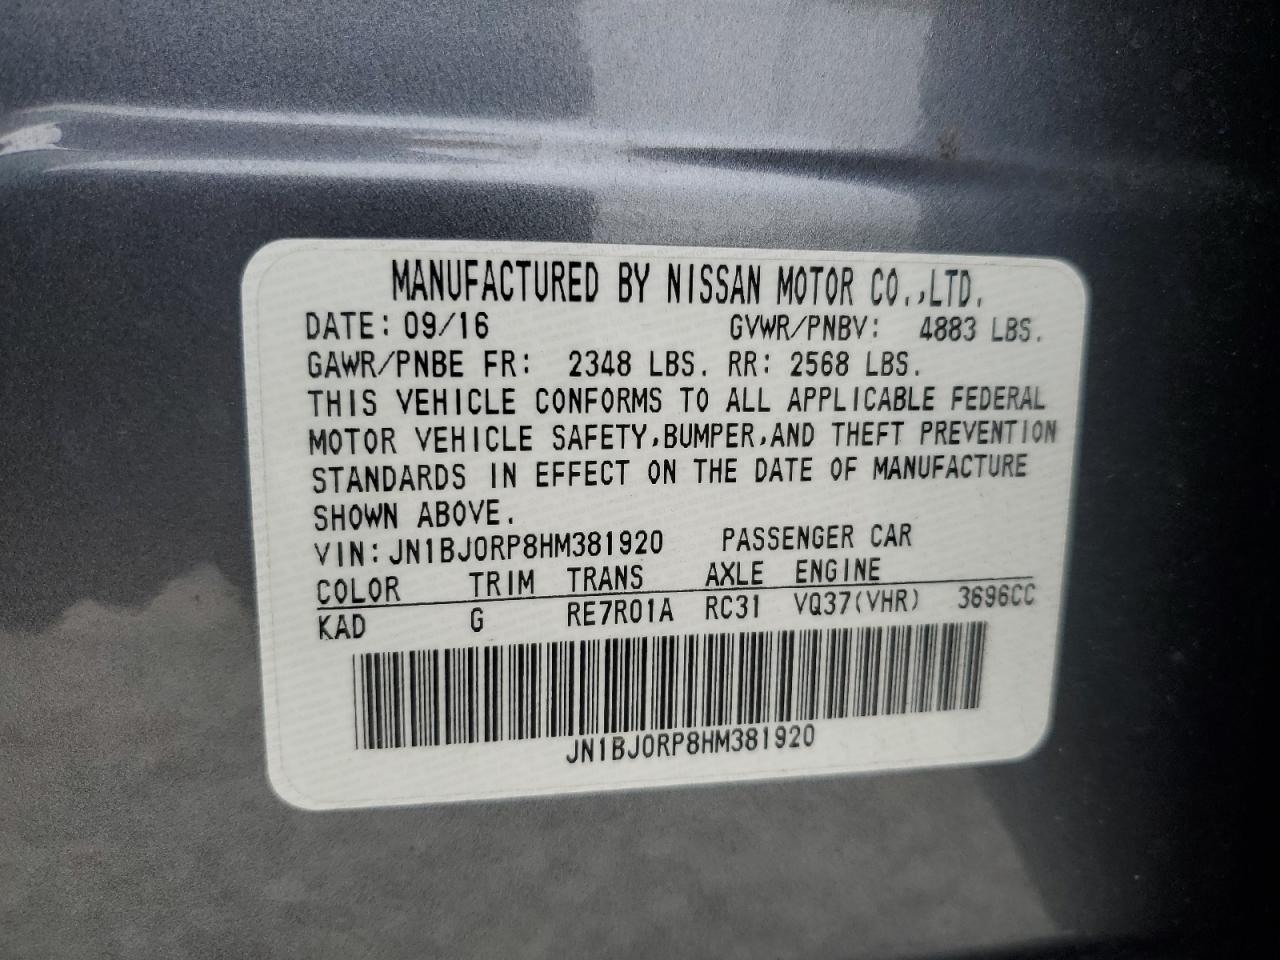 MANUFACTURED BY NISSAN MOTOR CO.,LTD.
DATE: 09/16 GVWR/PNBV: 4883 LBS.
GAWR/PNBE FR: 2348 LBS. RR: 2568 LBS.
THIS VEHICLE CONFORMS TO ALL APPLICABLE FEDERAL
MOTOR VEHICLE SAFETY,BUMPER,AND THEFT PREVENTION
STANDARDS IN EFFECT ON THE DATE OF MANUFACTURE
SHOWN ABOVE.
VIN: JN1BJ0RP8HM381920 PASSENGER CAR
COLOR TRIM TRANS AXLE ENGINE
KAD G RE7R01A RC31 VQ37(VHR) 3696CC
JN1BJ0RP8HM381920